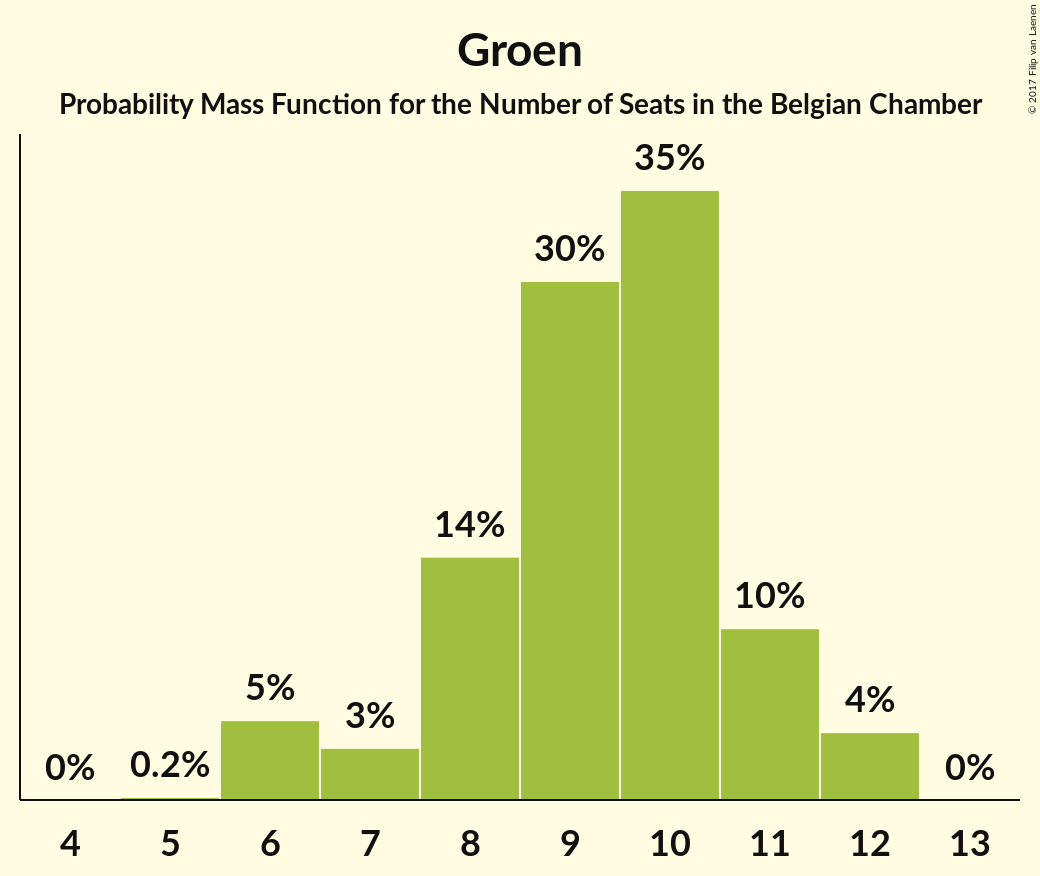 Groen
Probability Mass Function for the Number of Seats in the Belgian Chamber
© 2017 Filip van Laenen
35%
30%
14%
10%
5%
4%
3%
0%
0.2%
0%
4 5 6 7 8 9 10 11 12 13